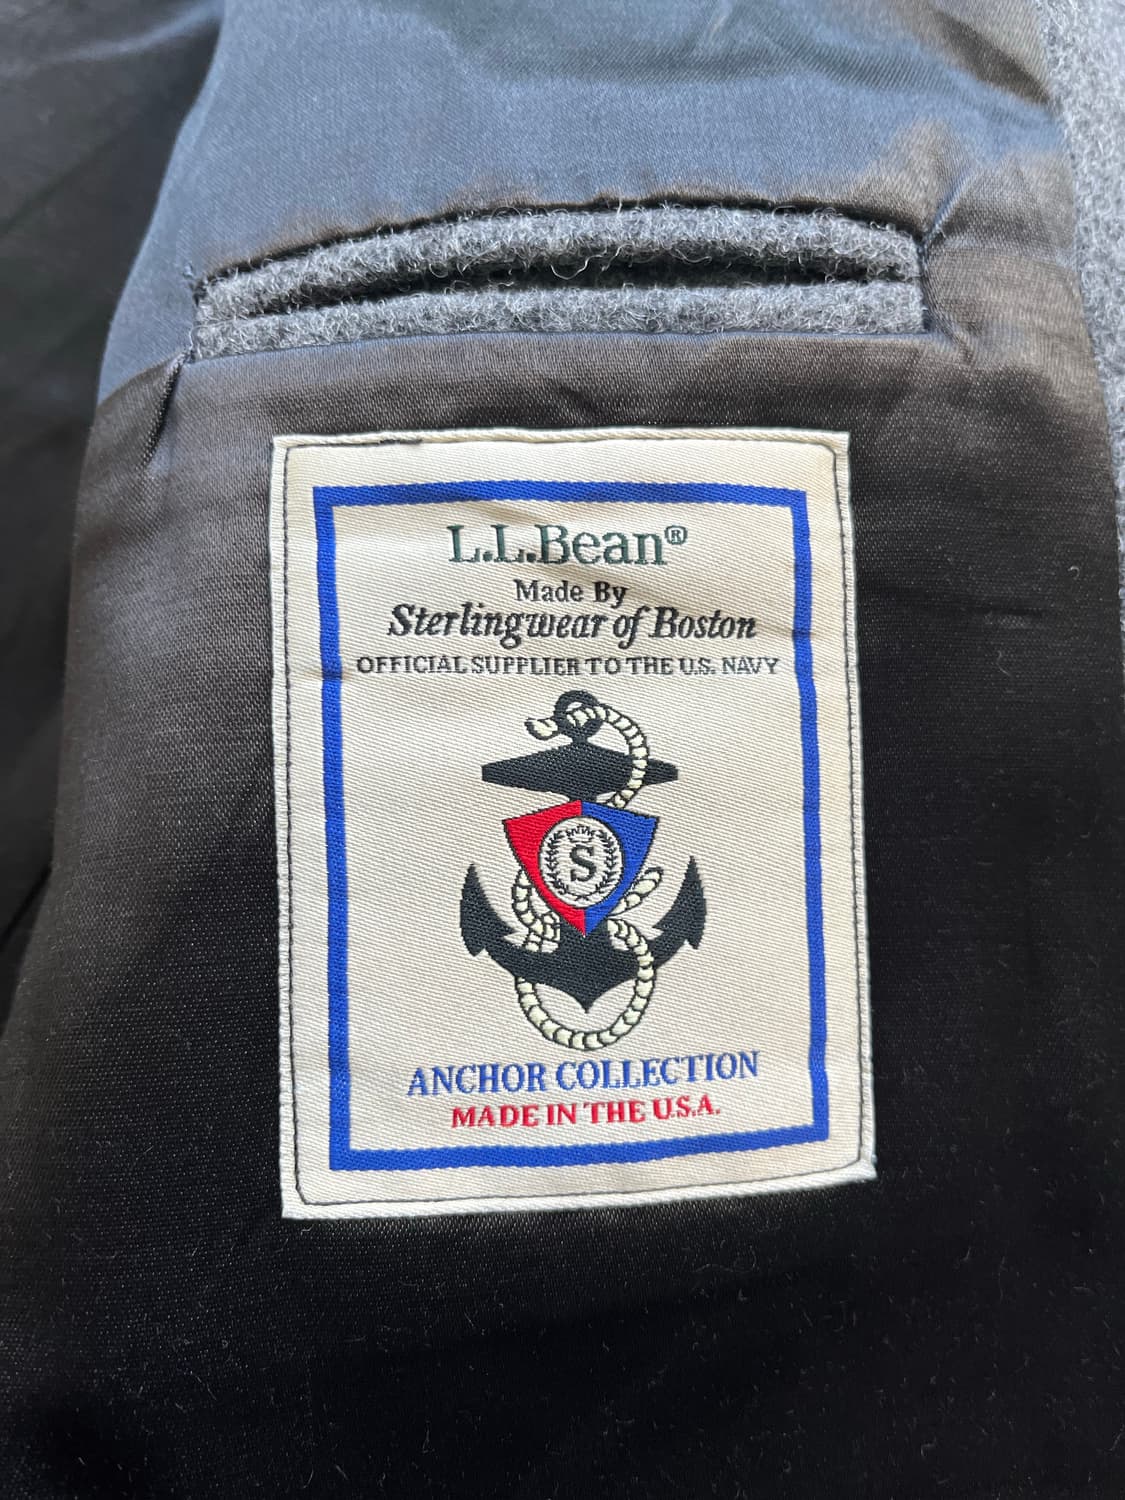 L.L.Bean®
Made By
Sterlingwear of Boston
OFFICIAL SUPPLIER TO THE U.S. NAVY
S
ANCHOR COLLECTION
MADE IN THE U.S.A.